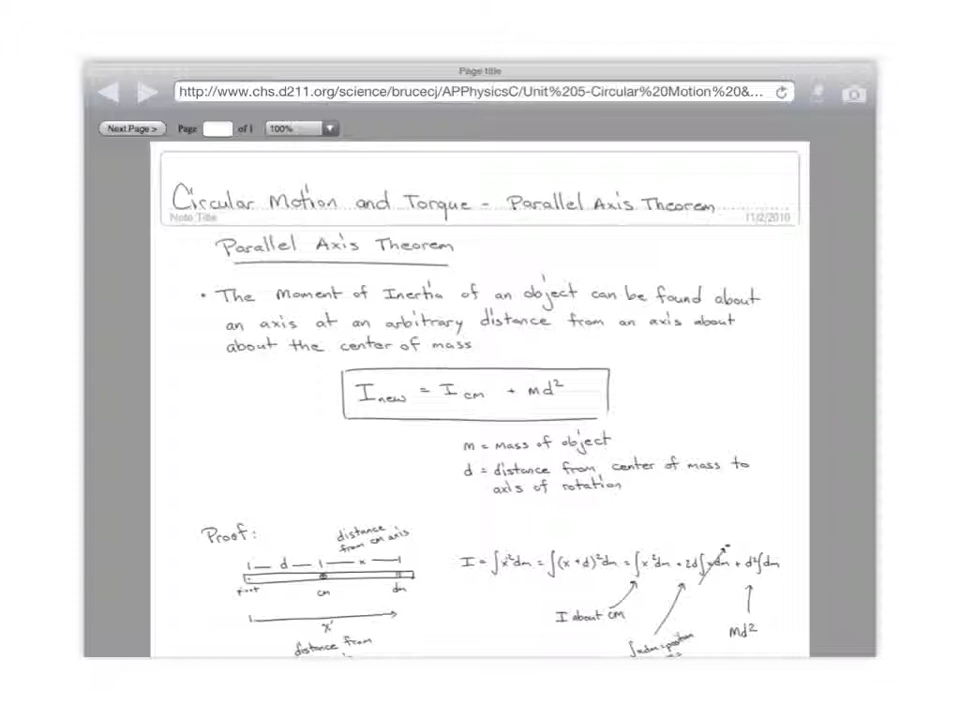 Page title
http://www.chs.d211.org/science/brucecj/APPhysicsC/Unit%205-Circular%20Motion%20&...
Next Page > Page of 1 100%
Circular Motion and Torque - Parallel Axis Theorem
Note Title 11/2/2010
Parallel Axis Theorem
• The Moment of Inertia of an object can be found about
an axis at an arbitrary distance from an axis about
about the center of mass
I new = I cm + md²
m = mass of object
d = distance from center of mass to
axis of rotation
Proof:
distance
from cm axis
d x
I = ∫x²dm = ∫(x+d)²dm = ∫x²dm + 2d∫xdm + d²∫dm
pivot cm dm
I about cm
x'
md²
distance from